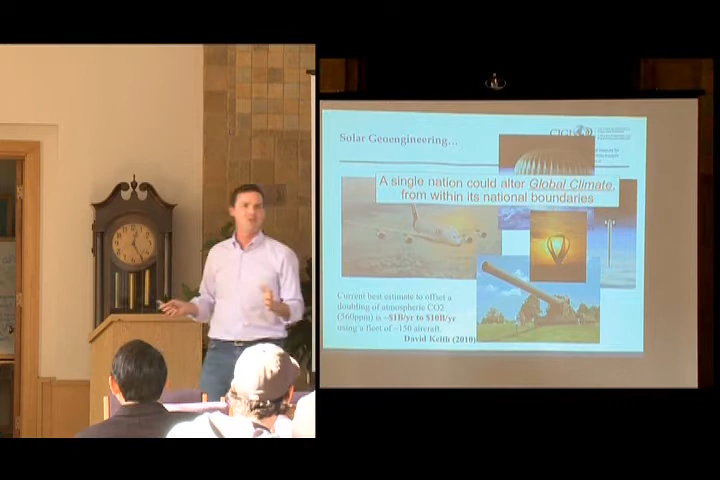 Solar Geoengineering…
CIGI
A single nation could alter Global Climate,
from within its national boundaries
Current best estimate to offset a
doubling of atmospheric CO2
(560ppm) is ~$1B/yr to $10B/yr
using a fleet of ~150 aircraft.
David Keith (2010)